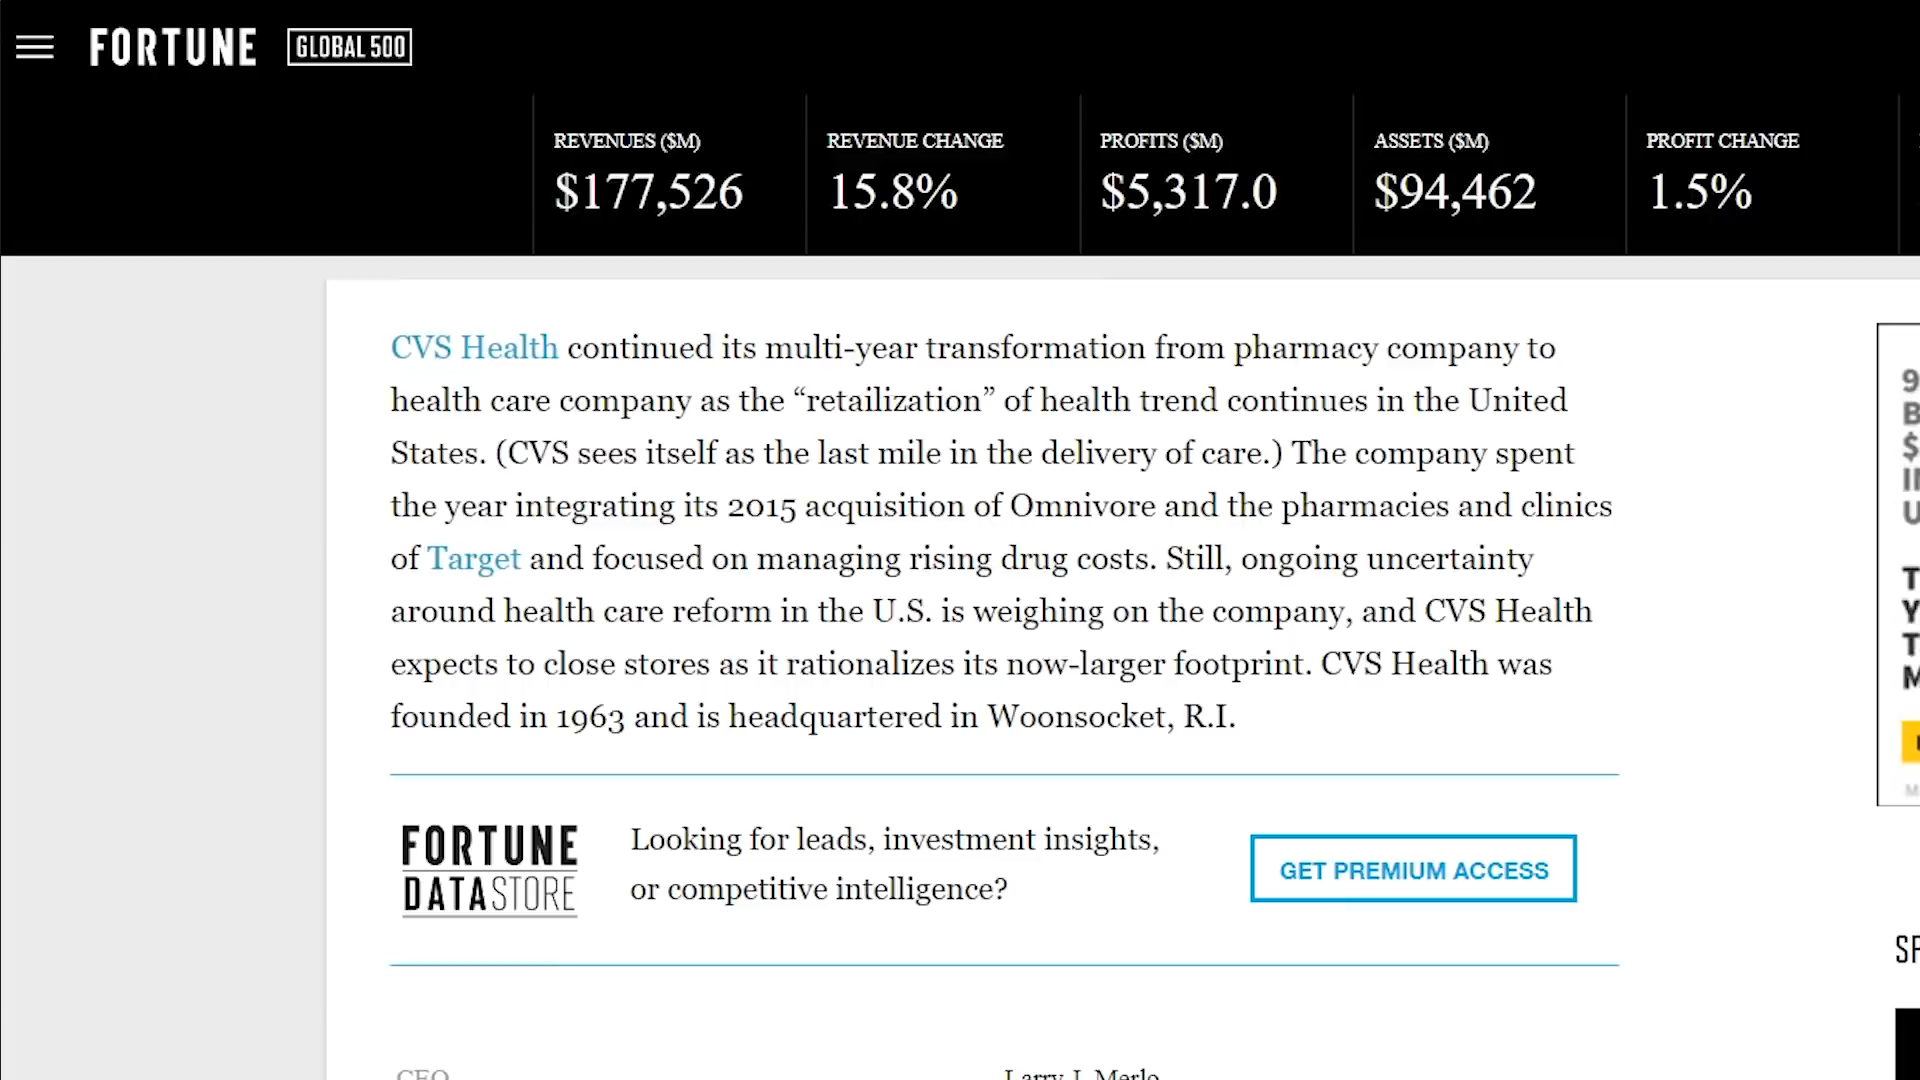 FORTUNE GLOBAL 500
REVENUES ($M) REVENUE CHANGE PROFITS ($M) ASSETS ($M) PROFIT CHANGE
$177,526 15.8% $5,317.0 $94,462 1.5%
CVS Health continued its multi-year transformation from pharmacy company to
health care company as the “retailization” of health trend continues in the United
States. (CVS sees itself as the last mile in the delivery of care.) The company spent
the year integrating its 2015 acquisition of Omnivore and the pharmacies and clinics
of Target and focused on managing rising drug costs. Still, ongoing uncertainty
around health care reform in the U.S. is weighing on the company, and CVS Health
expects to close stores as it rationalizes its now-larger footprint. CVS Health was
founded in 1963 and is headquartered in Woonsocket, R.I.
FORTUNE
DATASTORE
Looking for leads, investment insights,
or competitive intelligence?
GET PREMIUM ACCESS
CEO Larry J. Merlo